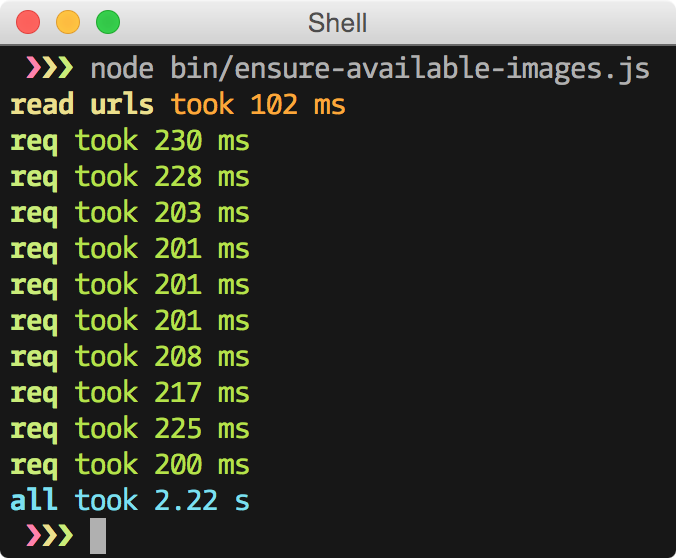 Shell
❯❯❯ node bin/ensure-available-images.js
read urls took 102 ms
req took 230 ms
req took 228 ms
req took 203 ms
req took 201 ms
req took 201 ms
req took 201 ms
req took 208 ms
req took 217 ms
req took 225 ms
req took 200 ms
all took 2.22 s
❯❯❯